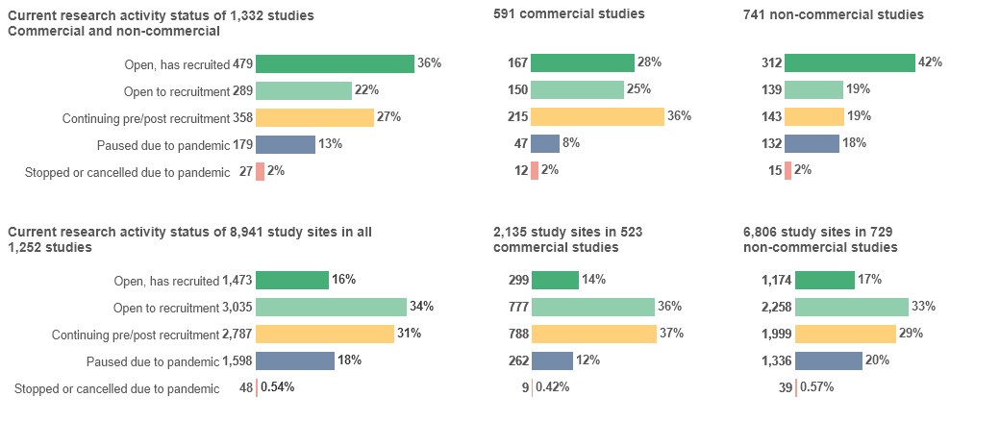 Current research activity status of 1,332 studies
Commercial and non-commercial
Open, has recruited 479 36%
Open to recruitment 289 22%
Continuing pre/post recruitment 358 27%
Paused due to pandemic 179 13%
Stopped or cancelled due to pandemic 27 2%
591 commercial studies
167 28%
150 25%
215 36%
47 8%
12 2%
741 non-commercial studies
312 42%
139 19%
143 19%
132 18%
15 2%
Current research activity status of 8,941 study sites in all
1,252 studies
Open, has recruited 1,473 16%
Open to recruitment 3,035 34%
Continuing pre/post recruitment 2,787 31%
Paused due to pandemic 1,598 18%
Stopped or cancelled due to pandemic 48 0.54%
2,135 study sites in 523
commercial studies
299 14%
777 36%
788 37%
262 12%
9 0.42%
6,806 study sites in 729
non-commercial studies
1,174 17%
2,258 33%
1,999 29%
1,336 20%
39 0.57%